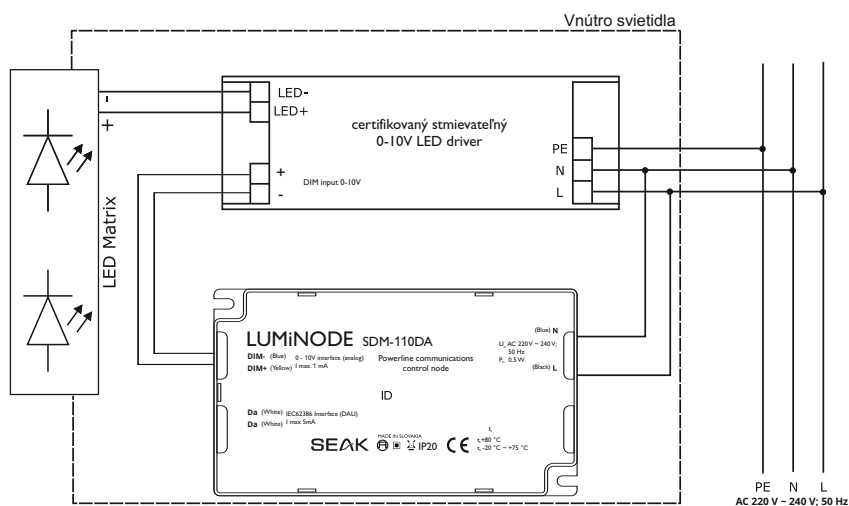 Vnútro svietidla
LED-
LED+
-
+
LED Matrix
certifikovaný stmievateľný
0-10V LED driver
+
DIM input 0-10V
-
PE
N
L
LUMiNODE SDM-110DA
DIM- (Blue) 0 - 10V interface (analog)
DIM+ (Yellow) I max. 1 mA
Powerline communications
control node
(Blue) N
AC 220 V ~ 240 V;
50 Hz
0.5 W
(Black) L
ID
Da (White) IEC62386 Interface (DALI)
Da (White) I max 5mA
MADE IN SLOVAKIA
SEAK IP20 CE
+80 °C
-20 °C ~ +75 °C
PE N L
AC 220 V ~ 240 V; 50 Hz